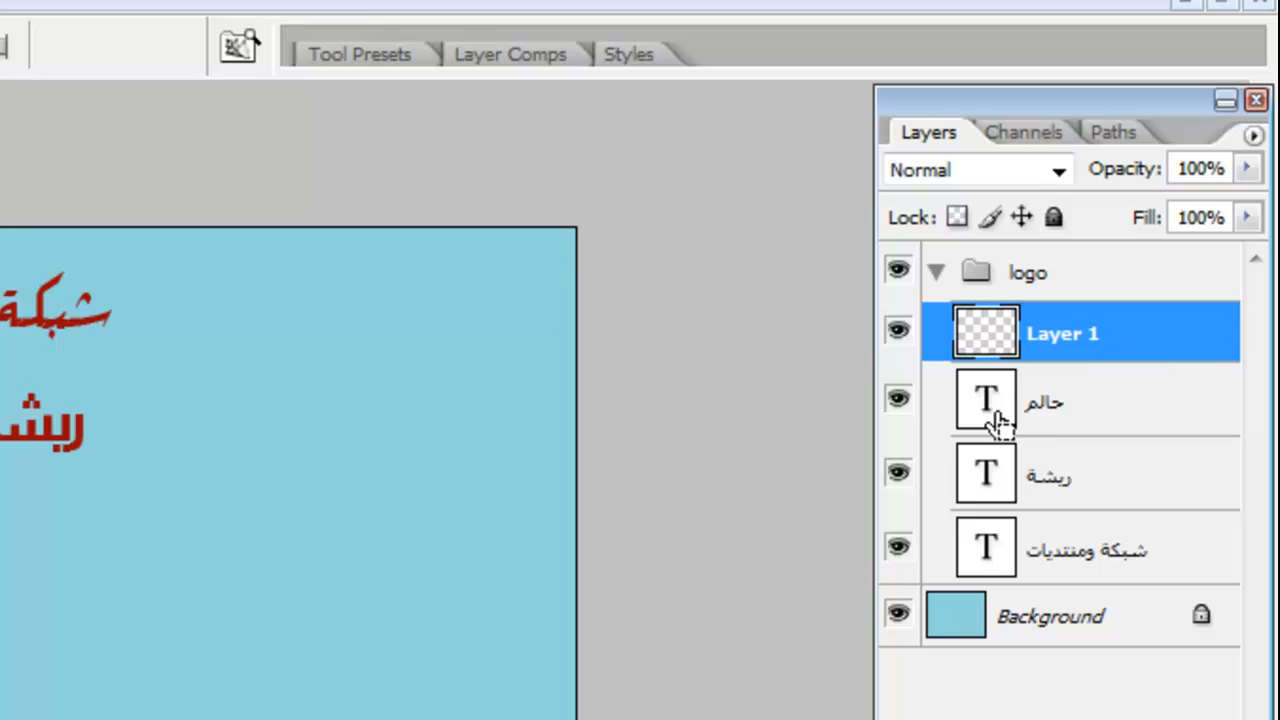 Tool Presets
Layer Comps
Styles
Layers
Channels
Paths
Normal
Opacity: 100%
Lock:
Fill: 100%
logo
Layer 1
T
حالم
T
ريشة
T
شبكة ومنتديات
Background
شبكة